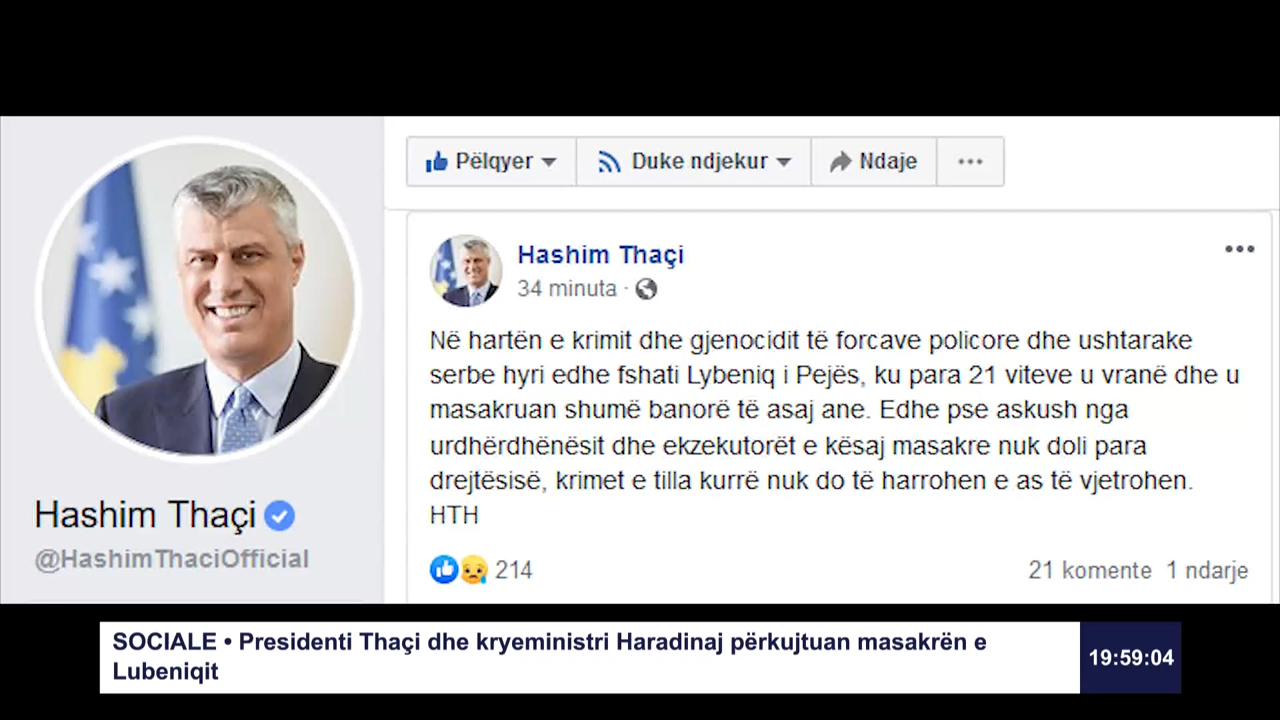 Pëlqyer
Duke ndjekur
Ndaje
Hashim Thaçi
34 minuta ·
Në hartën e krimit dhe gjenocidit të forcave policore dhe ushtarake
serbe hyri edhe fshati Lybeniq i Pejës, ku para 21 viteve u vranë dhe u
masakruan shumë banorë të asaj ane. Edhe pse askush nga
urdhërdhënësit dhe ekzekutorët e kësaj masakre nuk doli para
drejtësisë, krimet e tilla kurrë nuk do të harrohen e as të vjetrohen.
HTH
214
21 komente 1 ndarje
Hashim Thaçi
@HashimThaciOfficial
SOCIALE • Presidenti Thaçi dhe kryeministri Haradinaj përkujtuan masakrën e
Lubeniqit
19:59:04